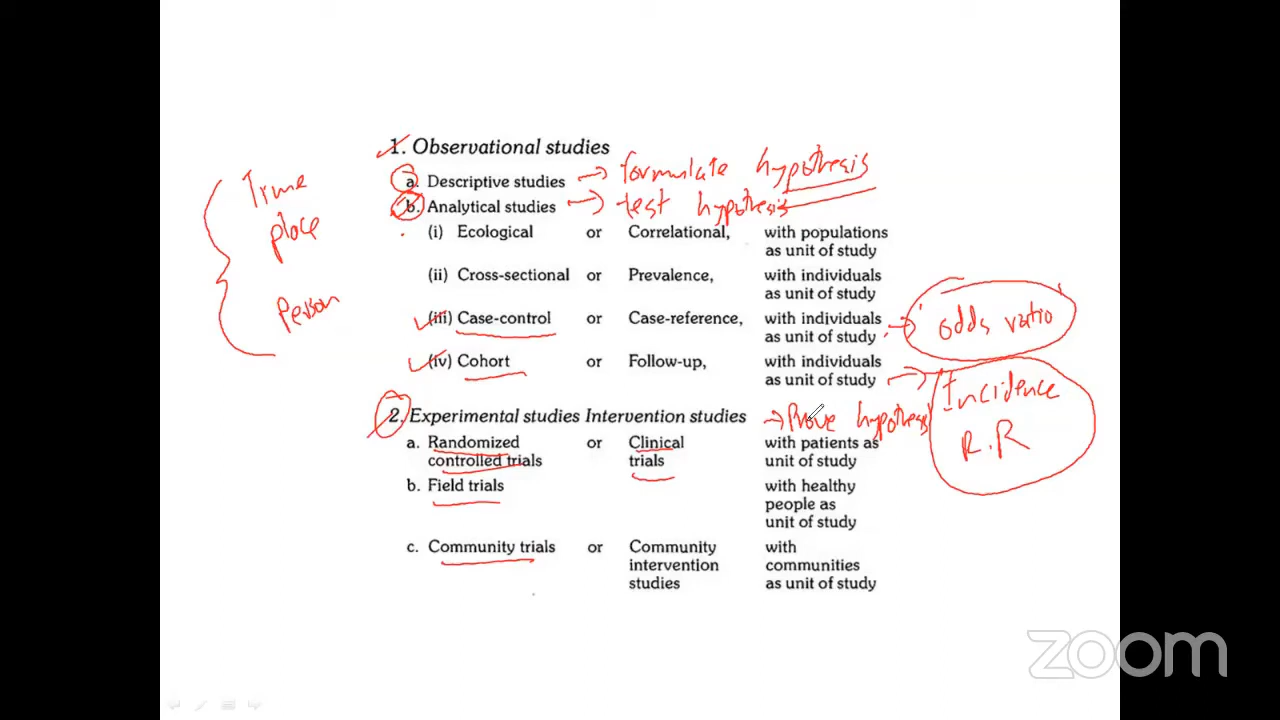 1. Observational studies
a. Descriptive studies → formulate hypothesis
b. Analytical studies → test hypothesis
Time
place
Person
(i) Ecological or Correlational, with populations
as unit of study
(ii) Cross-sectional or Prevalence, with individuals
as unit of study
(iii) Case-control or Case-reference, with individuals
as unit of study → odds ratio
(iv) Cohort or Follow-up, with individuals
as unit of study → Incidence
R.R
2. Experimental studies Intervention studies → Prove hypothesis
a. Randomized or Clinical with patients as
controlled trials trials unit of study
b. Field trials with healthy
people as
unit of study
c. Community trials or Community with
intervention communities
studies as unit of study
zoom